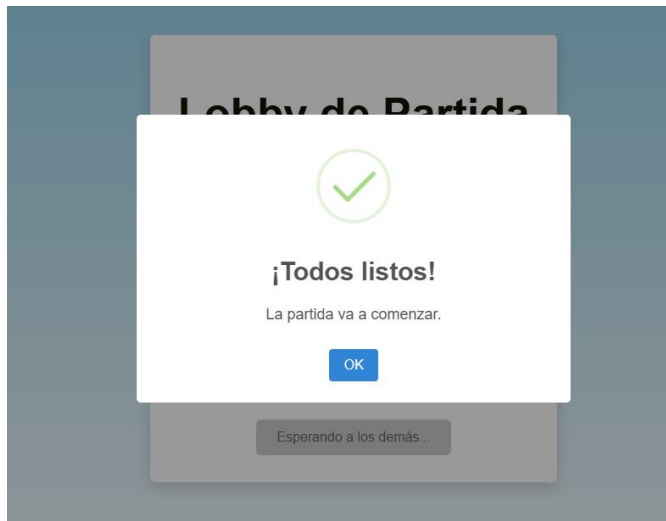 Lobby de Partida
¡Todos listos!
La partida va a comenzar.
OK
Esperando a los demás...